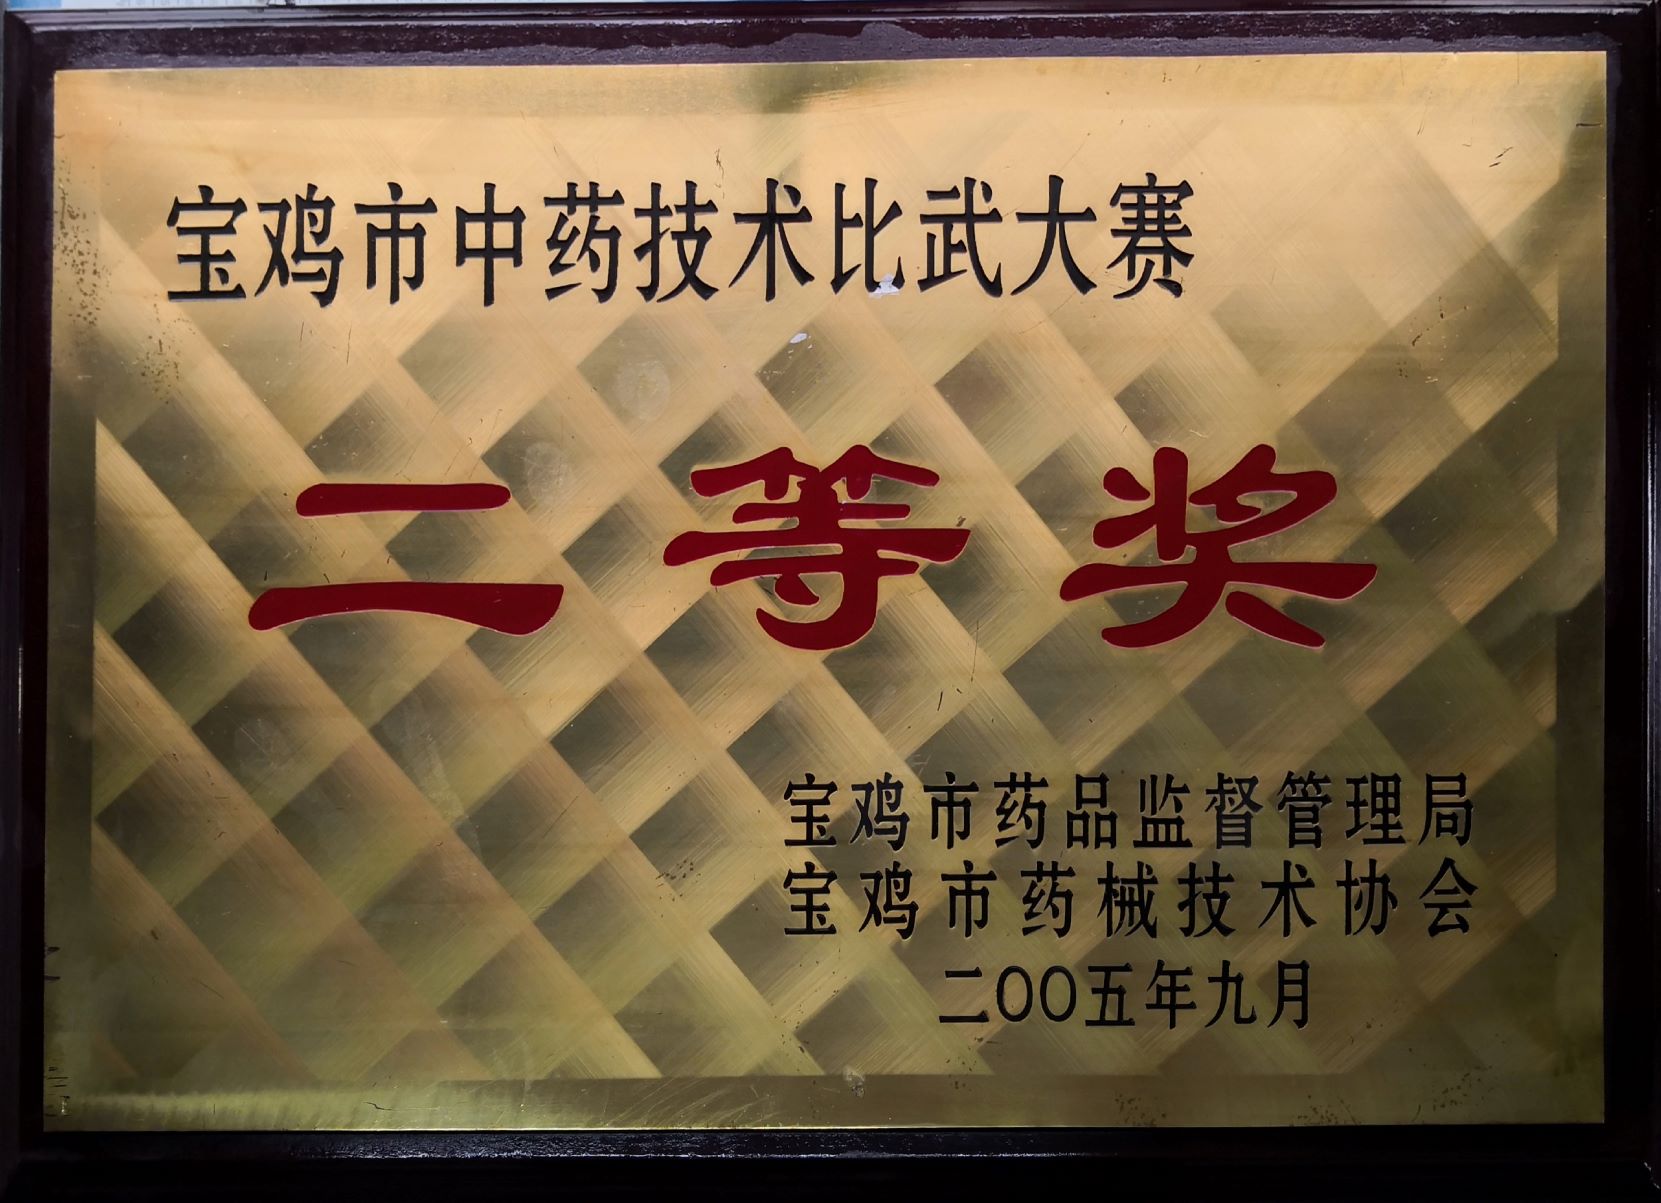 宝鸡市中药技术比武大赛
二等奖
宝鸡市药品监督管理局
宝鸡市药械技术协会
二〇〇五年九月